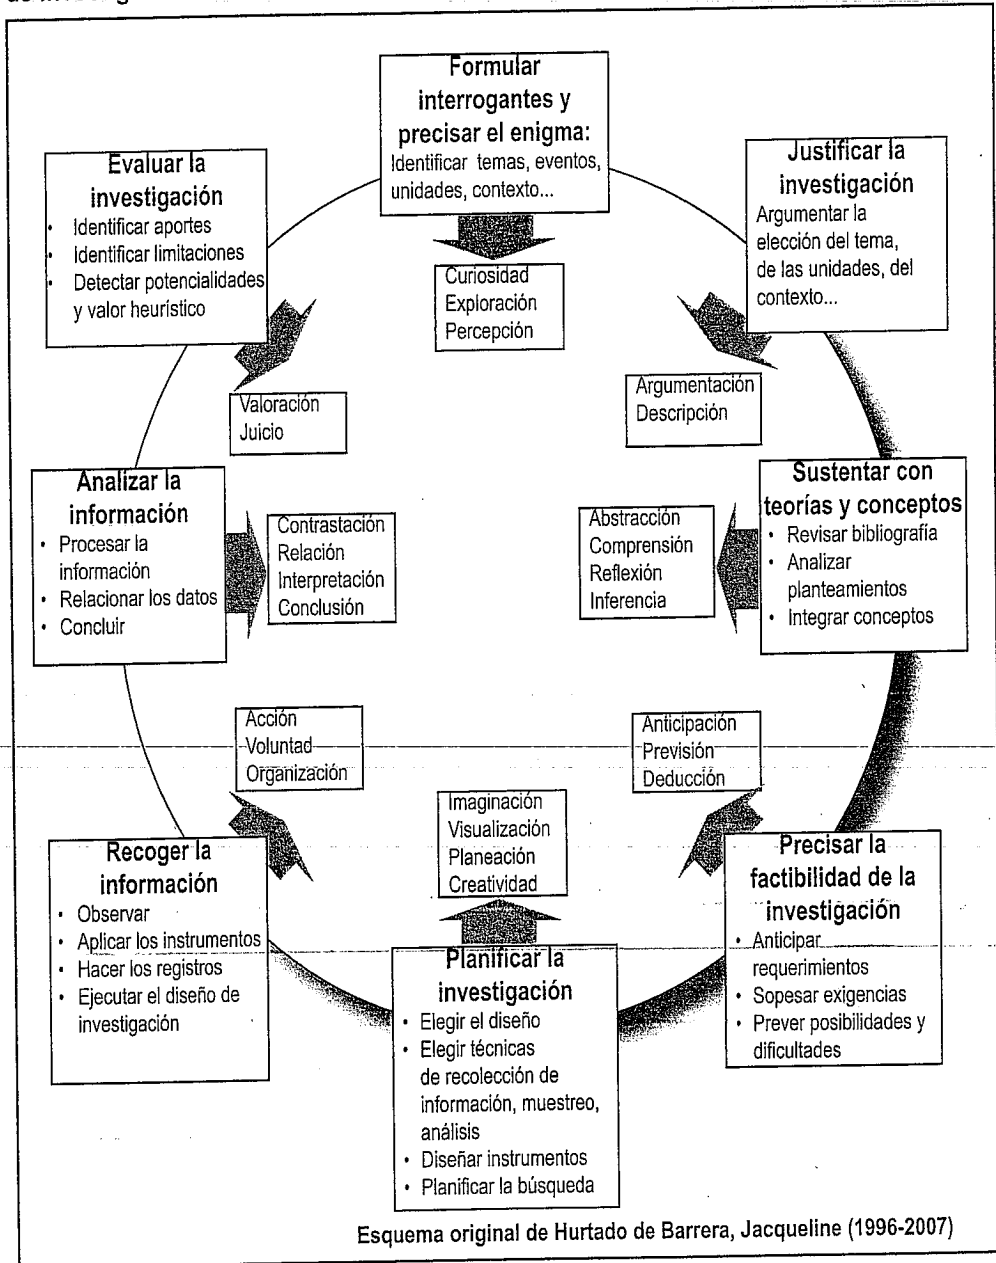 Formular
interrogantes y
precisar el enigma:
Identificar temas, eventos,
unidades, contexto...
Curiosidad
Exploración
Percepción
Justificar la
investigación
Argumentar la
elección del tema,
de las unidades, del
contexto...
Argumentación
Descripción
Sustentar con
teorías y conceptos
• Revisar bibliografía
• Analizar
planteamientos
• Integrar conceptos
Abstracción
Comprensión
Reflexión
Inferencia
Precisar la
factibilidad de la
investigación
• Anticipar
requerimientos
• Sopesar exigencias
• Prever posibilidades y
dificultades
Anticipación
Previsión
Deducción
Planificar la
investigación
• Elegir el diseño
• Elegir técnicas
de recolección de
información, muestreo,
análisis
• Diseñar instrumentos
• Planificar la búsqueda
Imaginación
Visualización
Planeación
Creatividad
Recoger la
información
• Observar
• Aplicar los instrumentos
• Hacer los registros
• Ejecutar el diseño de
investigación
Acción
Voluntad
Organización
Analizar la
información
• Procesar la
información
• Relacionar los datos
• Concluir
Contrastación
Relación
Interpretación
Conclusión
Evaluar la
investigación
• Identificar aportes
• Identificar limitaciones
• Detectar potencialidades
y valor heurístico
Valoración
Juicio
Esquema original de Hurtado de Barrera, Jacqueline (1996-2007)